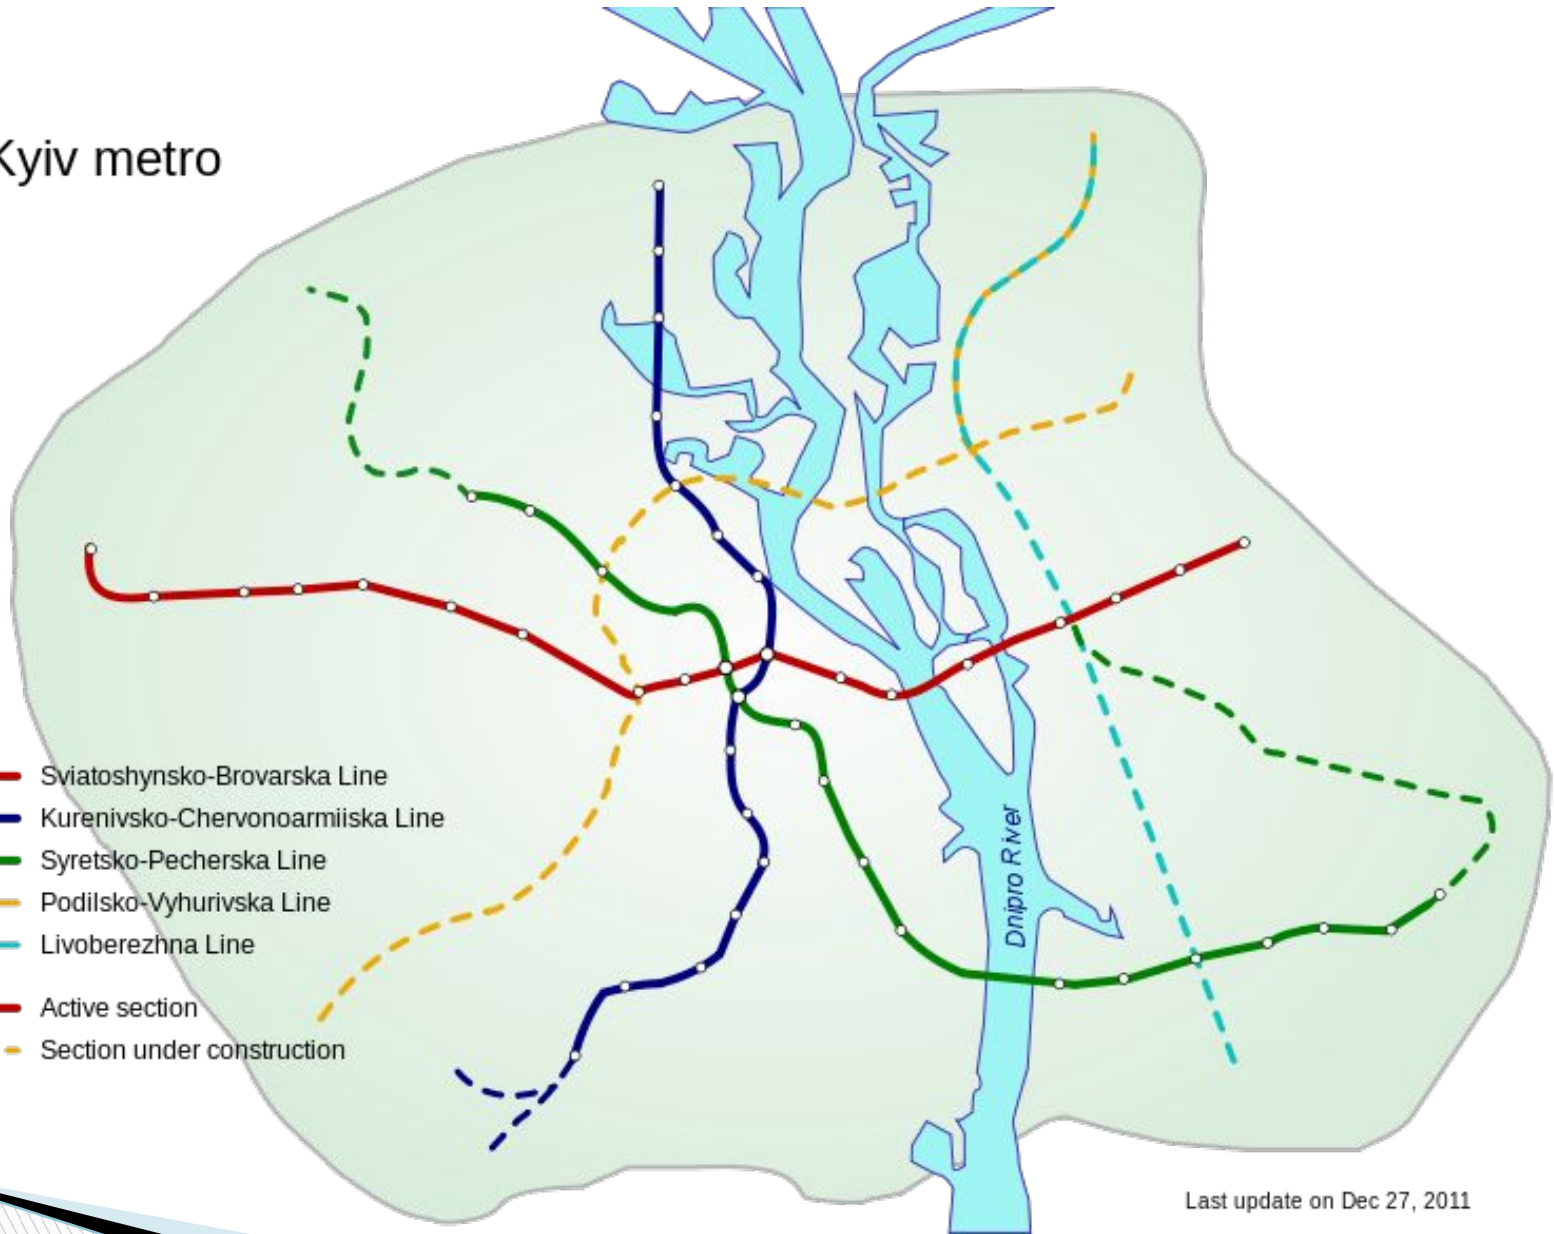 Kyiv metro
Sviatoshynsko-Brovarska Line
Kurenivsko-Chervonoarmiiska Line
Syretsko-Pecherska Line
Podilsko-Vyhurivska Line
Livoberezhna Line
Active section
Section under construction
Dnipro River
Last update on Dec 27, 2011